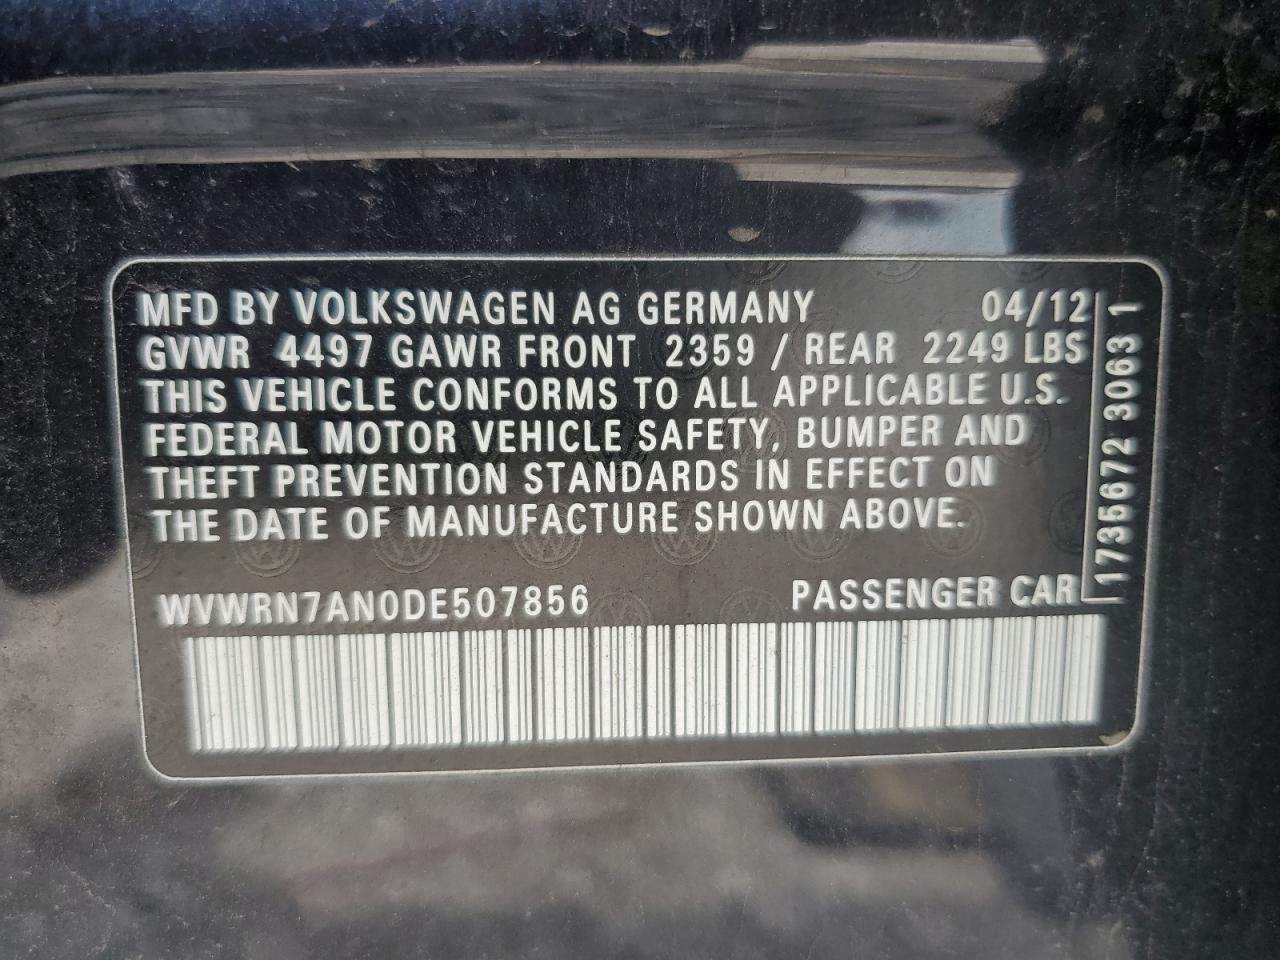 MFD BY VOLKSWAGEN AG GERMANY 04/12
GVWR 4497 GAWR FRONT 2359 / REAR 2249 LBS
THIS VEHICLE CONFORMS TO ALL APPLICABLE U.S.
FEDERAL MOTOR VEHICLE SAFETY, BUMPER AND
THEFT PREVENTION STANDARDS IN EFFECT ON
THE DATE OF MANUFACTURE SHOWN ABOVE.
WVWRN7AN0DE507856 PASSENGER CAR
17356672 3063 1